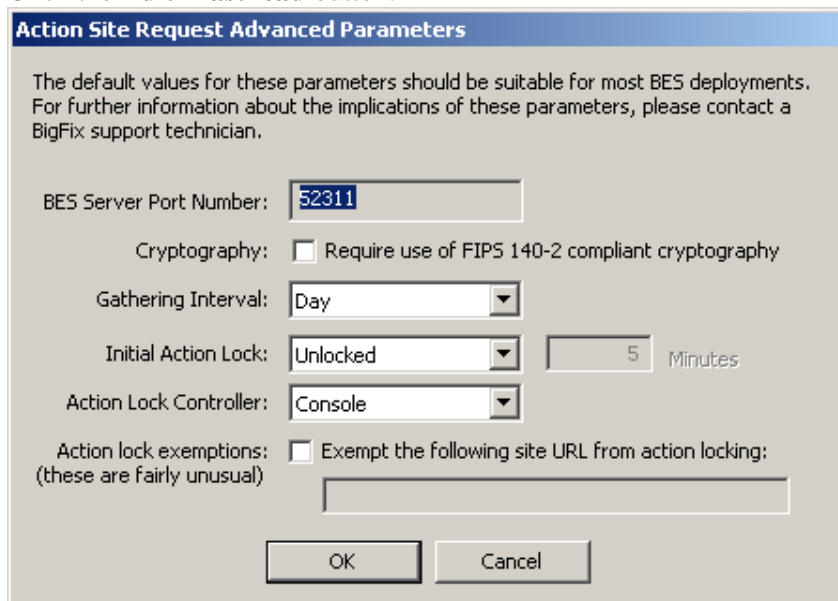 Action Site Request Advanced Parameters
The default values for these parameters should be suitable for most BES deployments.
For further information about the implications of these parameters, please contact a
BigFix support technician.
BES Server Port Number: 52311
Cryptography: Require use of FIPS 140-2 compliant cryptography
Gathering Interval: Day
Initial Action Lock: Unlocked 5 Minutes
Action Lock Controller: Console
Action lock exemptions: Exempt the following site URL from action locking:
(these are fairly unusual)
OK Cancel